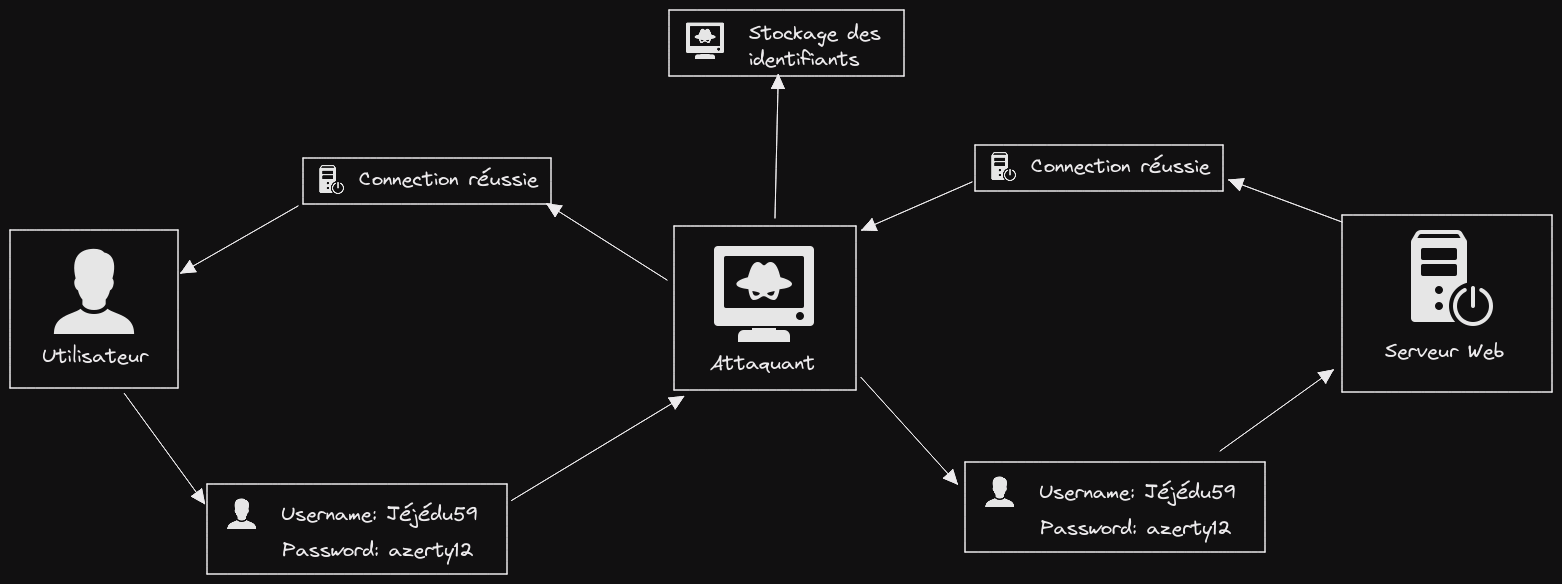 Stockage des
identifiants
Connection réussie
Connection réussie
Utilisateur
Attaquant
Serveur Web
Username: Jéjédu59
Password: azerty12
Username: Jéjédu59
Password: azerty12